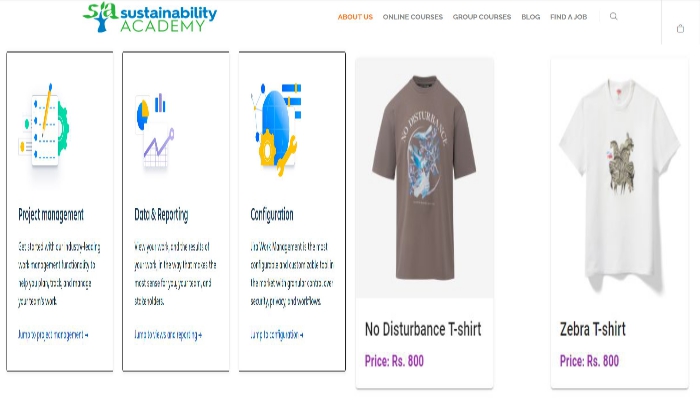 sustainability
ACADEMY
ABOUT US ONLINE COURSES GROUP COURSES BLOG FIND A JOB
Project management
Get started with our industry-leading
work management functionality to
help you plan, track, and manage
your team's work.
Jump to project management →
Data & Reporting
View your work, and the results of
your work, in the way that makes the
most sense for you, your team, and
stakeholders.
Jump to views and reporting →
Configuration
Jira Work Management is the most
configurable and customizable tool in
the market with granular control over
security, privacy, and workflows.
Jump to configuration →
NO DISTURBANCE
No Disturbance T-shirt
Price: Rs. 800
Zebra T-shirt
Price: Rs. 800